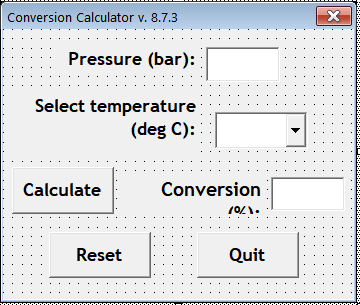 Conversion Calculator v. 8.7.3
Pressure (bar):
Select temperature
(deg C):
Calculate
Conversion
(%):
Reset
Quit